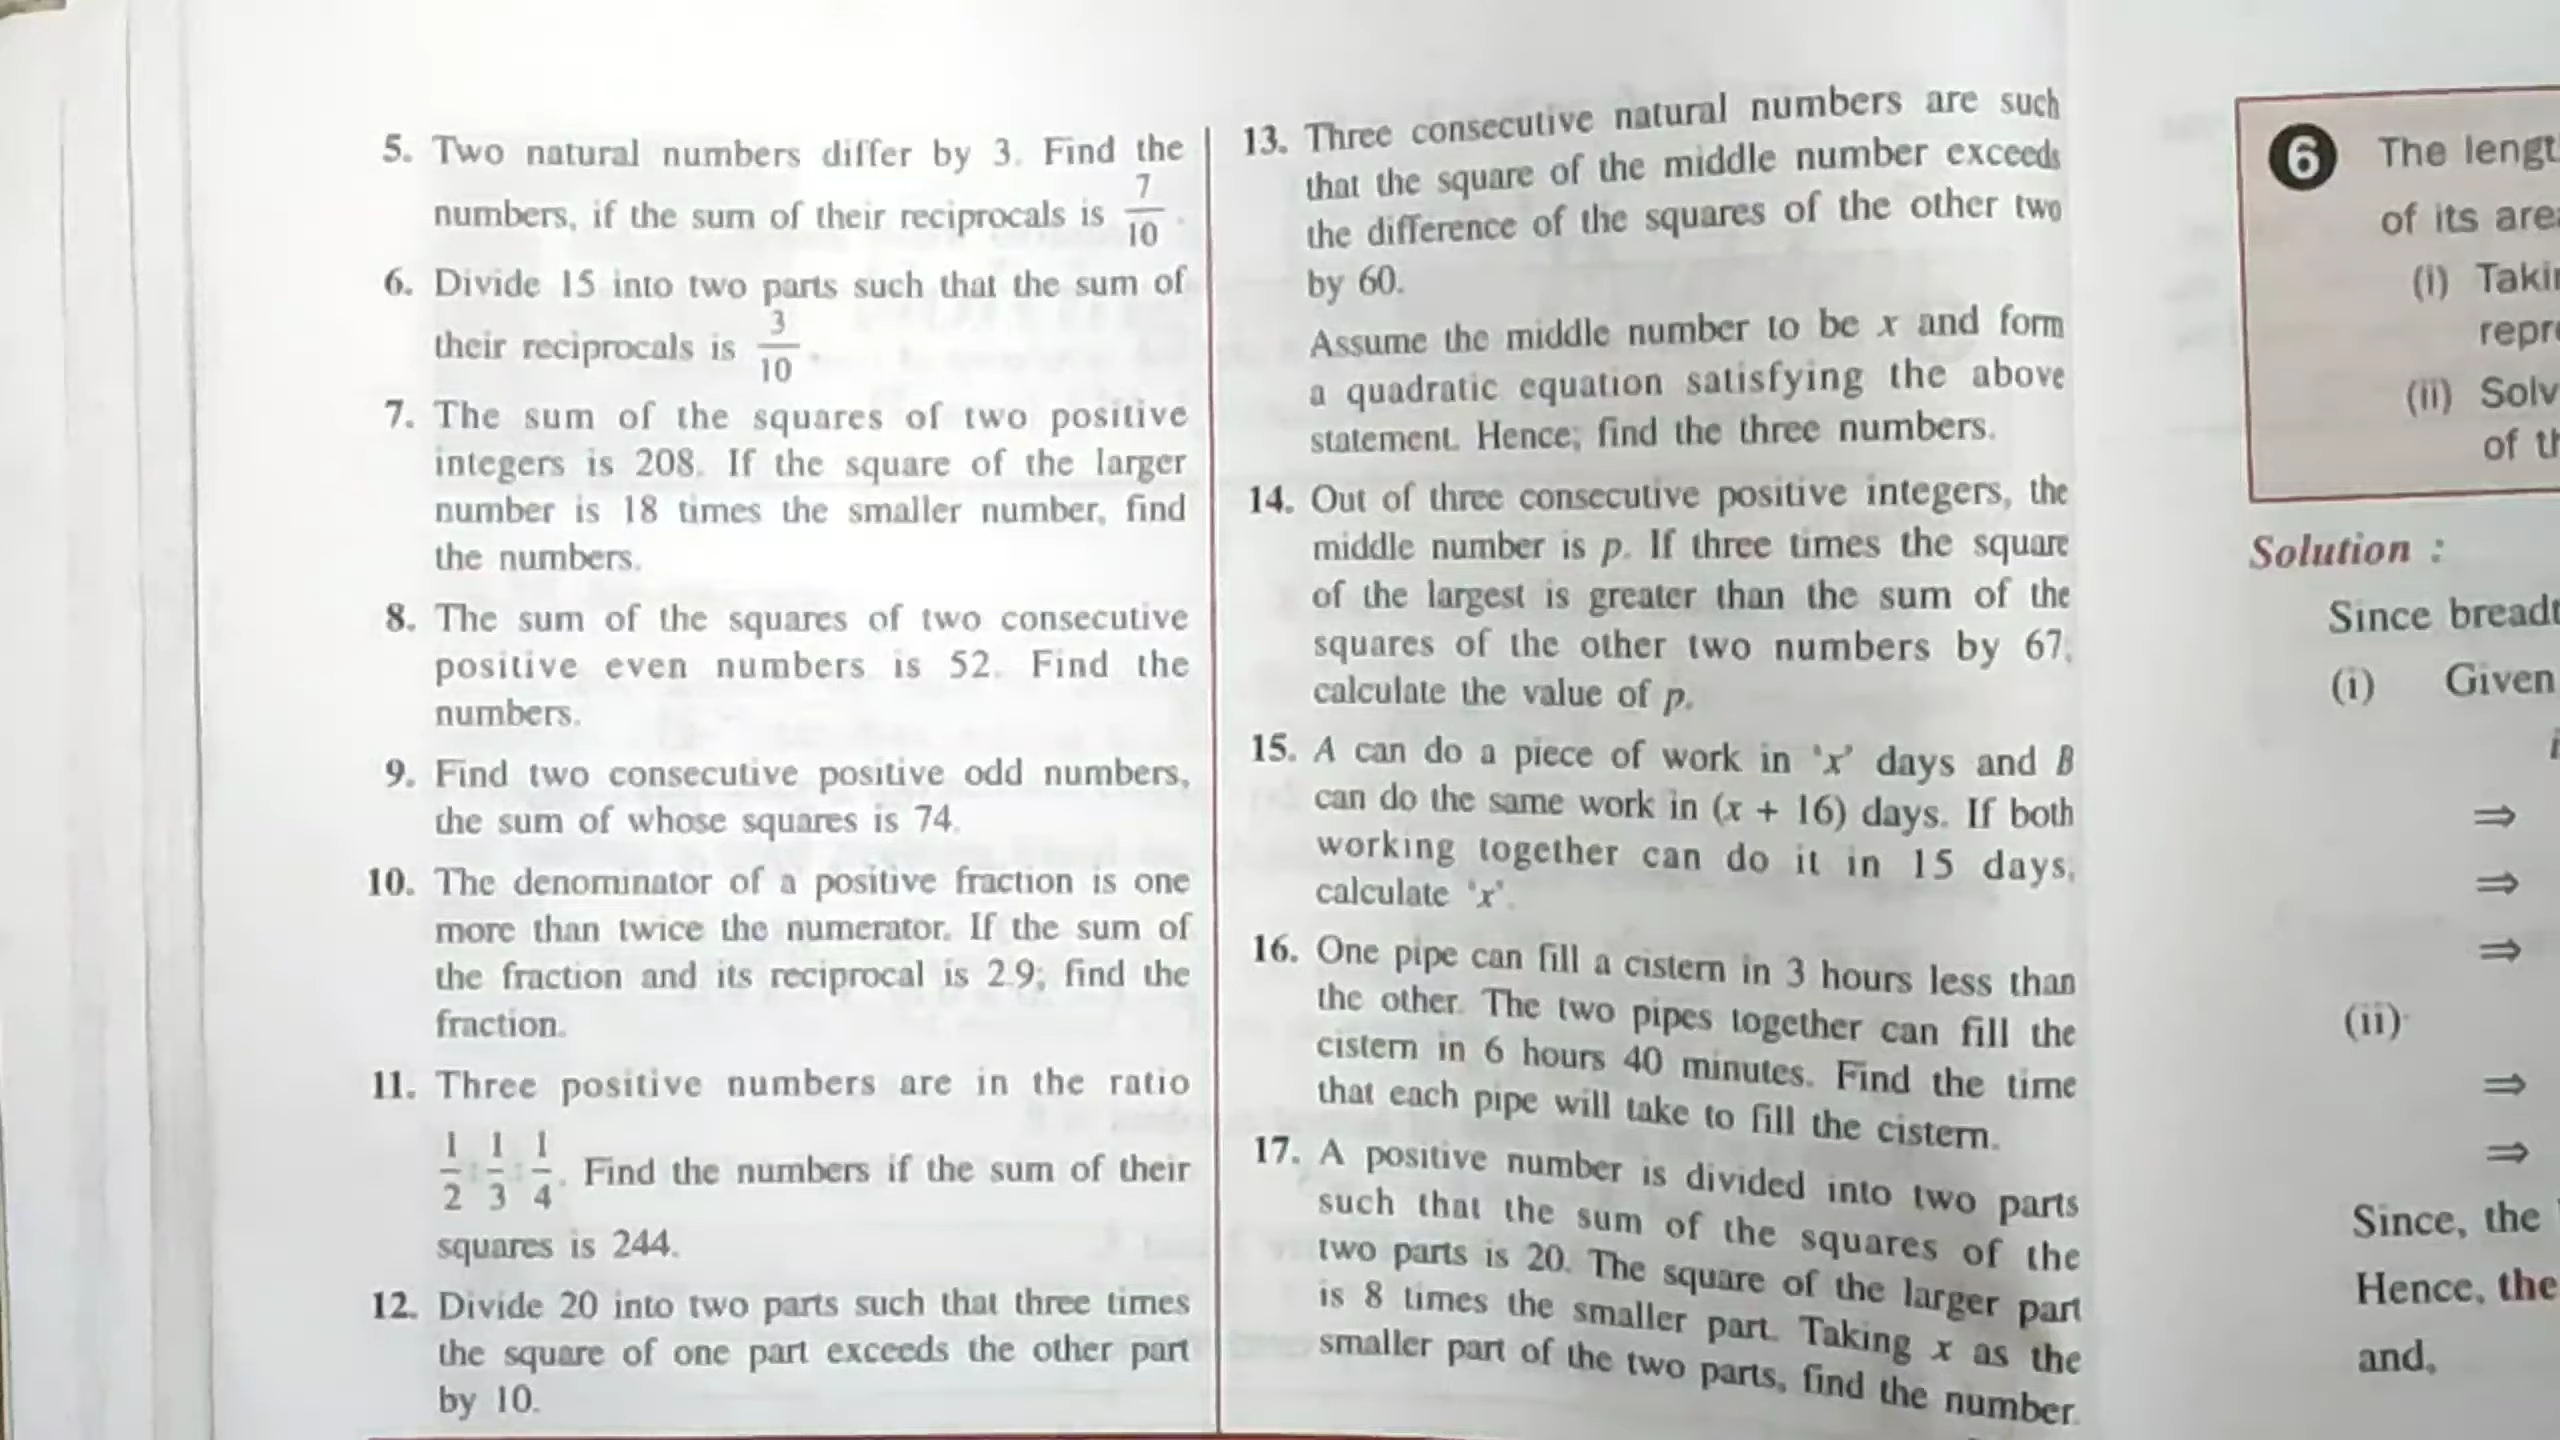 5. Two natural numbers differ by 3. Find the
numbers, if the sum of their reciprocals is 7/10.
6. Divide 15 into two parts such that the sum of
their reciprocals is 3/10.
7. The sum of the squares of two positive
integers is 208. If the square of the larger
number is 18 times the smaller number, find
the numbers.
8. The sum of the squares of two consecutive
positive even numbers is 52. Find the
numbers.
9. Find two consecutive positive odd numbers,
the sum of whose squares is 74.
10. The denominator of a positive fraction is one
more than twice the numerator. If the sum of
the fraction and its reciprocal is 2.9; find the
fraction.
11. Three positive numbers are in the ratio
1/2 : 1/3 : 1/4. Find the numbers if the sum of their
squares is 244.
12. Divide 20 into two parts such that three times
the square of one part exceeds the other part
by 10.
13. Three consecutive natural numbers are such
that the square of the middle number exceeds
the difference of the squares of the other two
by 60.
Assume the middle number to be x and form
a quadratic equation satisfying the above
statement. Hence; find the three numbers.
14. Out of three consecutive positive integers, the
middle number is p. If three times the square
of the largest is greater than the sum of the
squares of the other two numbers by 67;
calculate the value of p.
15. A can do a piece of work in 'x' days and B
can do the same work in (x + 16) days. If both
working together can do it in 15 days,
calculate 'x'.
16. One pipe can fill a cistern in 3 hours less than
the other. The two pipes together can fill the
cistern in 6 hours 40 minutes. Find the time
that each pipe will take to fill the cistern.
17. A positive number is divided into two parts
such that the sum of the squares of the
two parts is 20. The square of the larger part
is 8 times the smaller part. Taking x as the
smaller part of the two parts, find the number.
6 The
of its
(i)
(ii)
of
Solution :
Since
(i) Given
⇒
⇒
⇒
(ii)
⇒
⇒
Since, the
Hence, the
and,